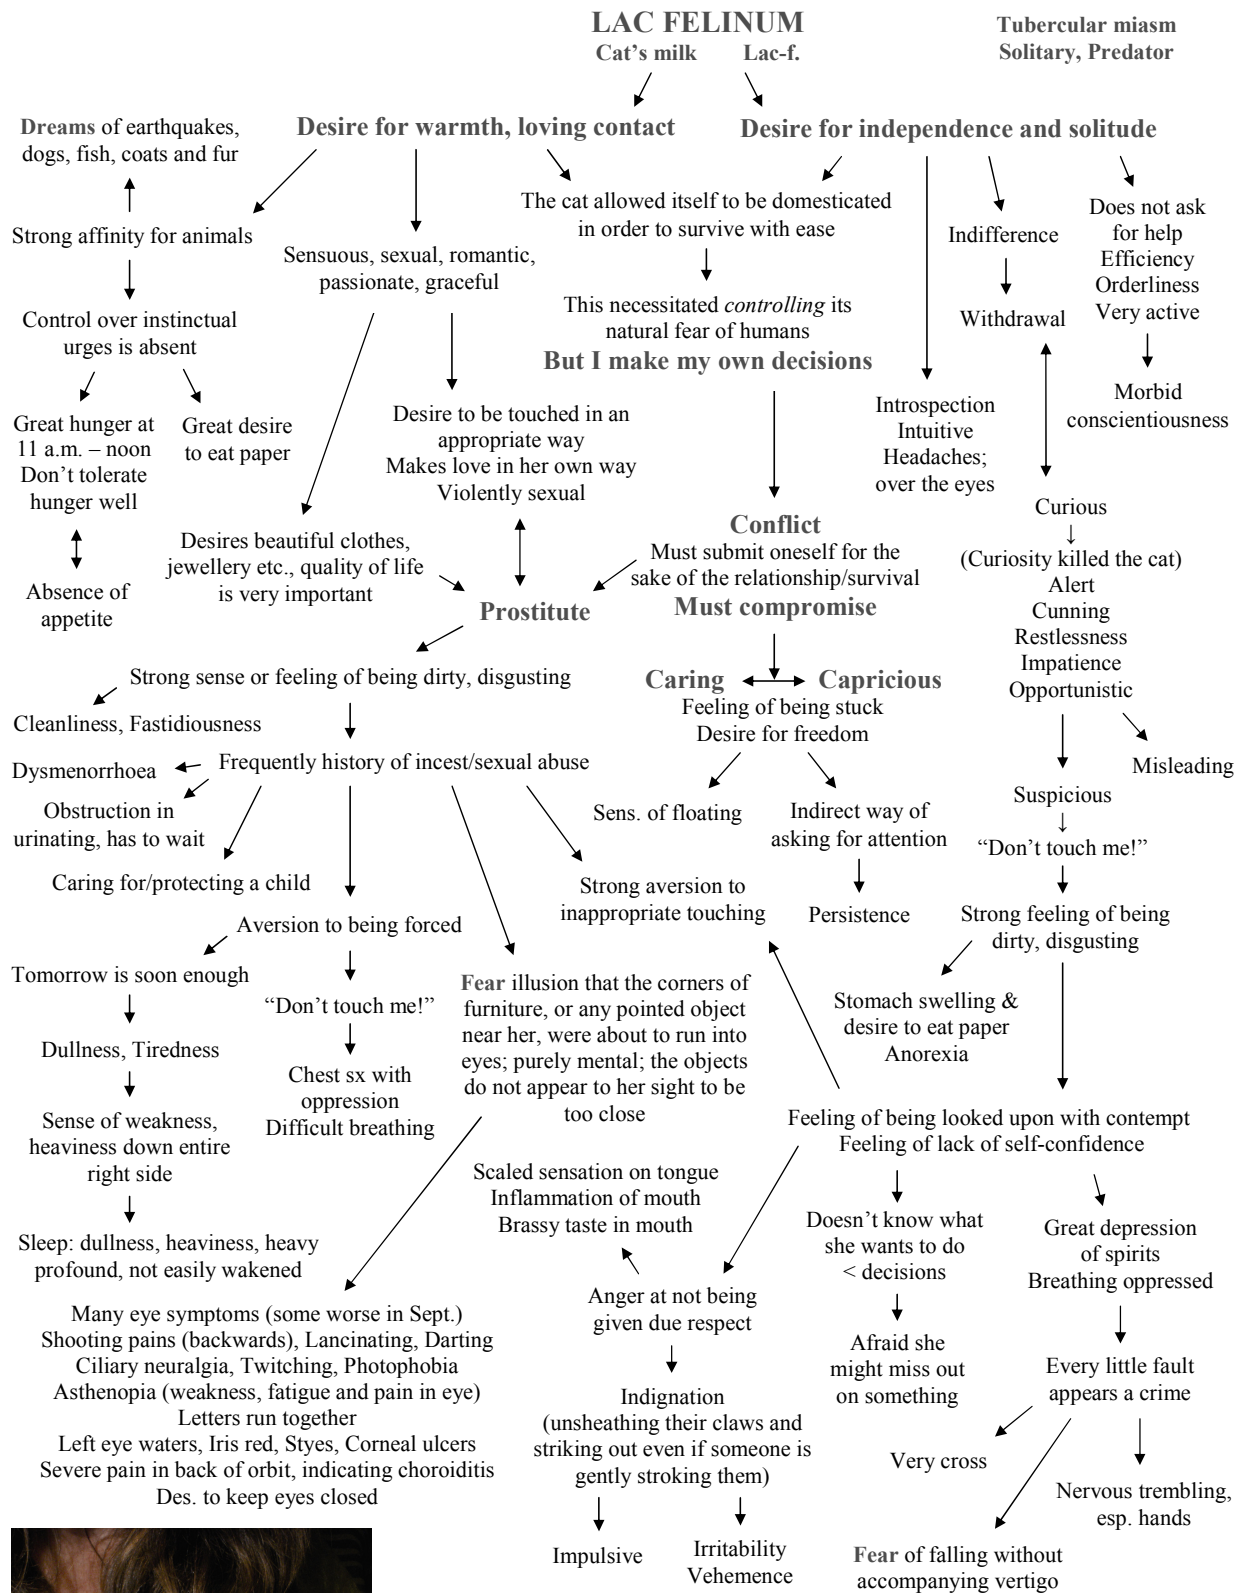 LAC FELINUM
Cat’s milk Lac-f.
Tubercular miasm
Solitary, Predator
Dreams of earthquakes,
dogs, fish, coats and fur
Desire for warmth, loving contact
Desire for independence and solitude
The cat allowed itself to be domesticated
in order to survive with ease
Strong affinity for animals
Sensuous, sexual, romantic,
passionate, graceful
Indifference
Does not ask
for help
Efficiency
Orderliness
Very active
This necessitated controlling its
natural fear of humans
But I make my own decisions
Control over instinctual
urges is absent
Withdrawal
Morbid
conscientiousness
Great hunger at
11 a.m. – noon
Don’t tolerate
hunger well
Great desire
to eat paper
Desire to be touched in an
appropriate way
Makes love in her own way
Violently sexual
Introspection
Intuitive
Headaches;
over the eyes
Absence of
appetite
Desires beautiful clothes,
jewellery etc., quality of life
is very important
Conflict
Must submit oneself for the
sake of the relationship/survival
Must compromise
Prostitute
Curious
↓
(Curiosity killed the cat)
Alert
Cunning
Restlessness
Impatience
Opportunistic
Strong sense or feeling of being dirty, disgusting
Caring Capricious
Feeling of being stuck
Desire for freedom
Cleanliness, Fastidiousness
Dysmenorrhoea
Frequently history of incest/sexual abuse
Misleading
Obstruction in
urinating, has to wait
Sens. of floating
Indirect way of
asking for attention
Suspicious
↓
“Don’t touch me!”
Caring for/protecting a child
Strong aversion to
inappropriate touching
Persistence
Strong feeling of being
dirty, disgusting
Aversion to being forced
Tomorrow is soon enough
“Don’t touch me!”
Fear illusion that the corners of
furniture, or any pointed object
near her, were about to run into
eyes; purely mental; the objects
do not appear to her sight to be
too close
Stomach swelling &
desire to eat paper
Anorexia
Dullness, Tiredness
Chest sx with
oppression
Difficult breathing
Sense of weakness,
heaviness down entire
right side
Feeling of being looked upon with contempt
Feeling of lack of self-confidence
Scaled sensation on tongue
Inflammation of mouth
Brassy taste in mouth
Doesn’t know what
she wants to do
< decisions
Great depression
of spirits
Breathing oppressed
Sleep: dullness, heaviness, heavy
profound, not easily wakened
Anger at not being
given due respect
Many eye symptoms (some worse in Sept.)
Shooting pains (backwards), Lancinating, Darting
Ciliary neuralgia, Twitching, Photophobia
Asthenopia (weakness, fatigue and pain in eye)
Letters run together
Left eye waters, Iris red, Styes, Corneal ulcers
Severe pain in back of orbit, indicating choroiditis
Des. to keep eyes closed
Afraid she
might miss out
on something
Every little fault
appears a crime
Indignation
(unsheathing their claws and
striking out even if someone is
gently stroking them)
Very cross
Nervous trembling,
esp. hands
Impulsive
Irritability
Vehemence
Fear of falling without
accompanying vertigo